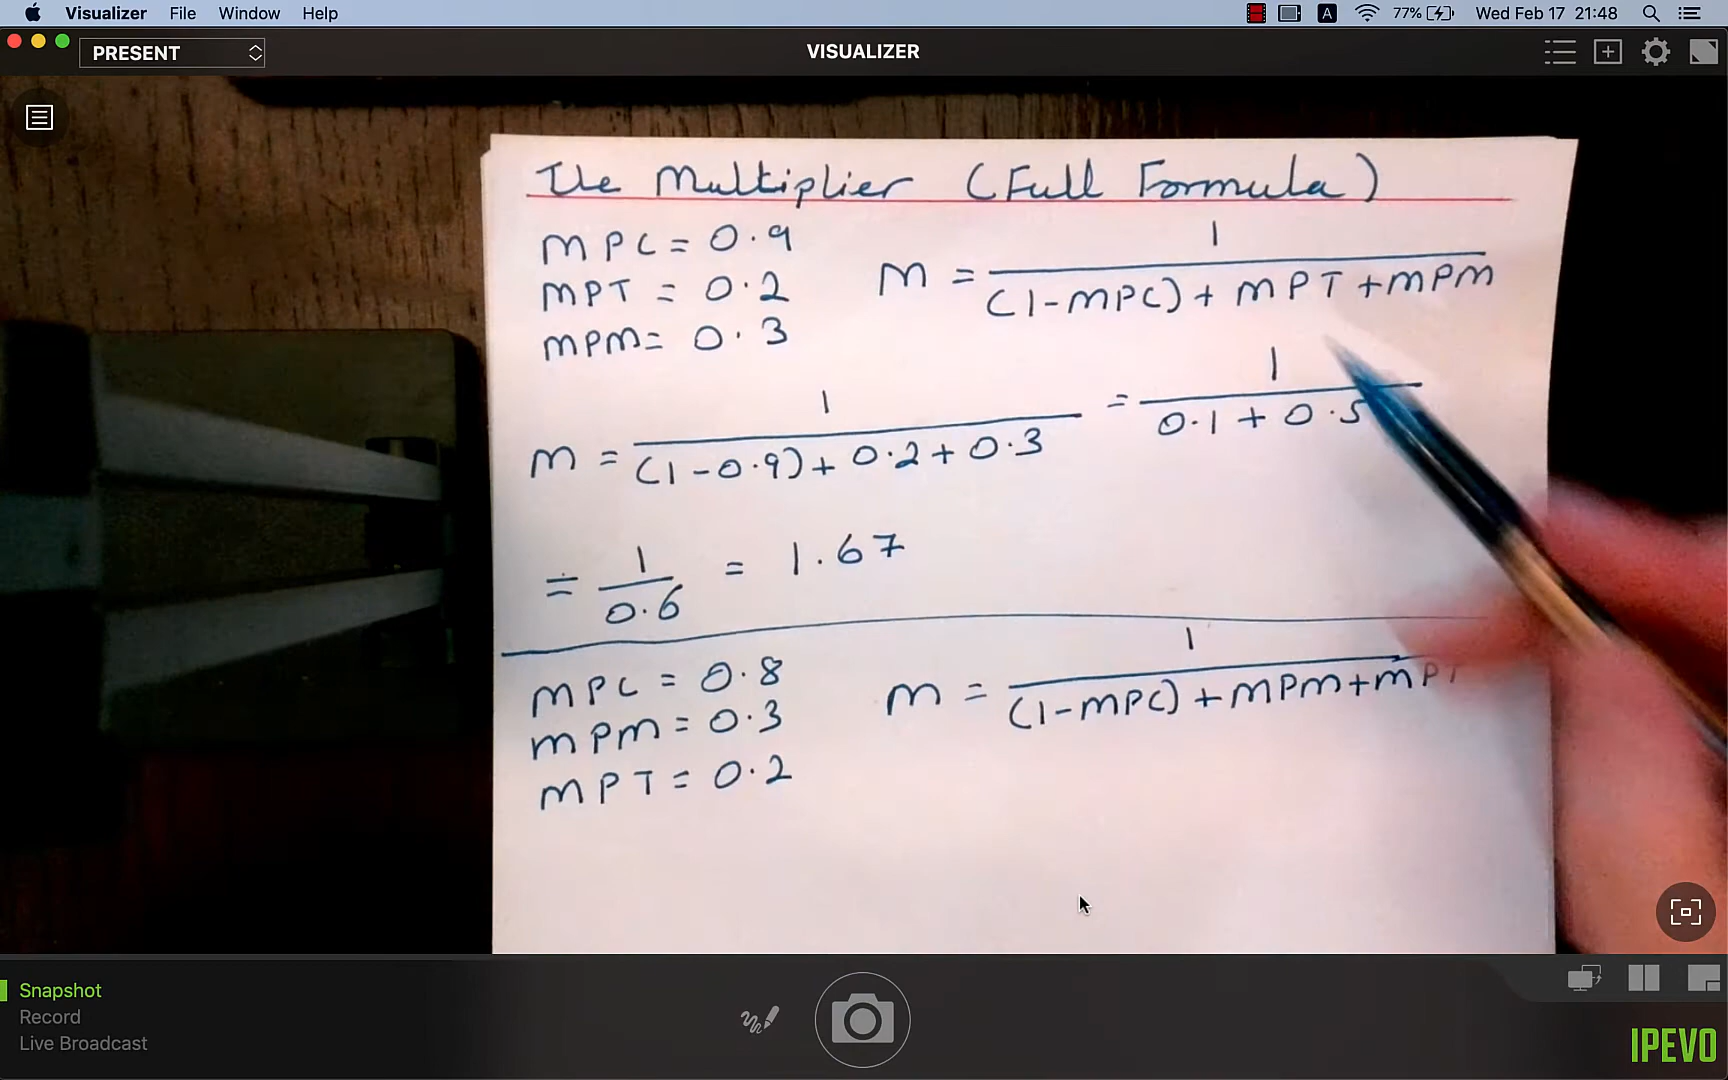 Visualizer File Window Help 77% Wed Feb 17 21:48
PRESENT VISUALIZER
The Multiplier (Full Formula)
MPC = 0.9
MPT = 0.2
MPM = 0.3
1
M = (1-MPC) + MPT + MPM
1
M = (1-0.9) + 0.2 + 0.3
1
= 0.1 + 0.5
= 1 = 1.67
0.6
MPC = 0.8
MPM = 0.3
MPT = 0.2
1
M = (1-MPC) + MPM + MPT
Snapshot
Record
Live Broadcast
IPEVO